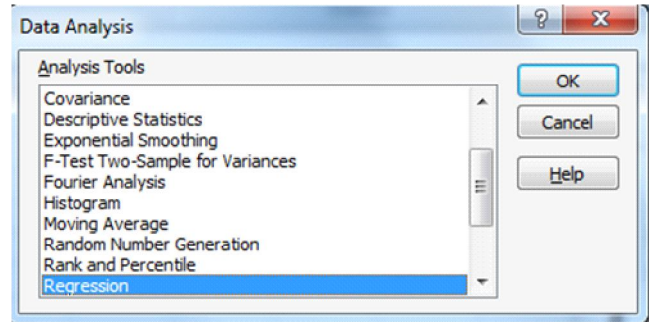 Data Analysis
?
X
Analysis Tools
Covariance
Descriptive Statistics
Exponential Smoothing
F-Test Two-Sample for Variances
Fourier Analysis
Histogram
Moving Average
Random Number Generation
Rank and Percentile
Regression
OK
Cancel
Help